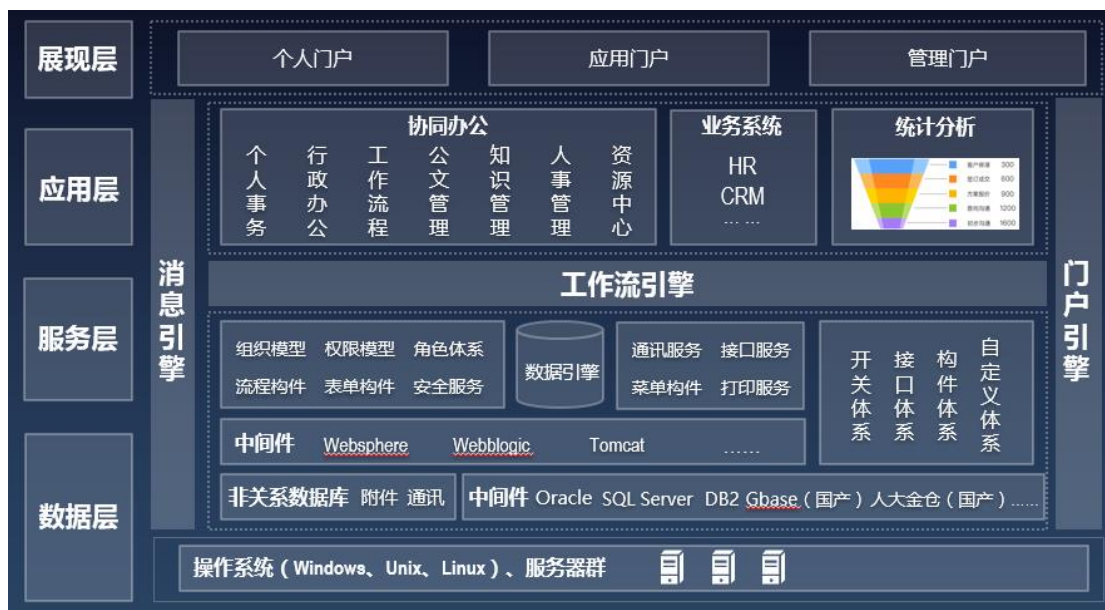 展现层
个人门户
应用门户
管理门户
应用层
协同办公
个人事务
行政办公
工作流程
公文管理
知识管理
人事管理
资源中心
业务系统
HR
CRM
... ...
统计分析
300
600
900
1200
1600
消息引擎
门户引擎
工作流引擎
服务层
组织模型 权限模型 角色体系
流程构件 表单构件 安全服务
数据引擎
通讯服务 接口服务
菜单构件 打印服务
开关体系
接口体系
构件体系
自定义体系
中间件 Websphere Webblogic Tomcat ……
数据层
非关系数据库 附件 通讯
中间件 Oracle SQL Server DB2 Gbase（国产）人大金仓（国产）……
操作系统（Windows、Unix、Linux）、服务器群